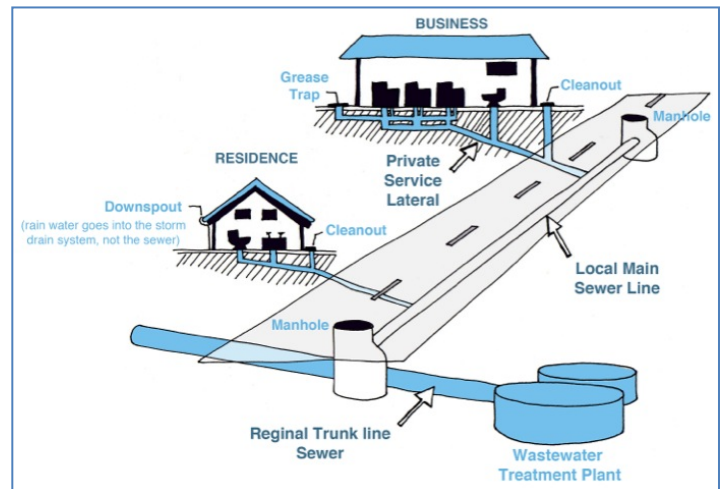 BUSINESS
Grease
Trap
Cleanout
Manhole
Private
Service
Lateral
RESIDENCE
Downspout
(rain water goes into the storm
drain system, not the sewer)
Cleanout
Local Main
Sewer Line
Manhole
Reginal Trunk line
Sewer
Wastewater
Treatment Plant